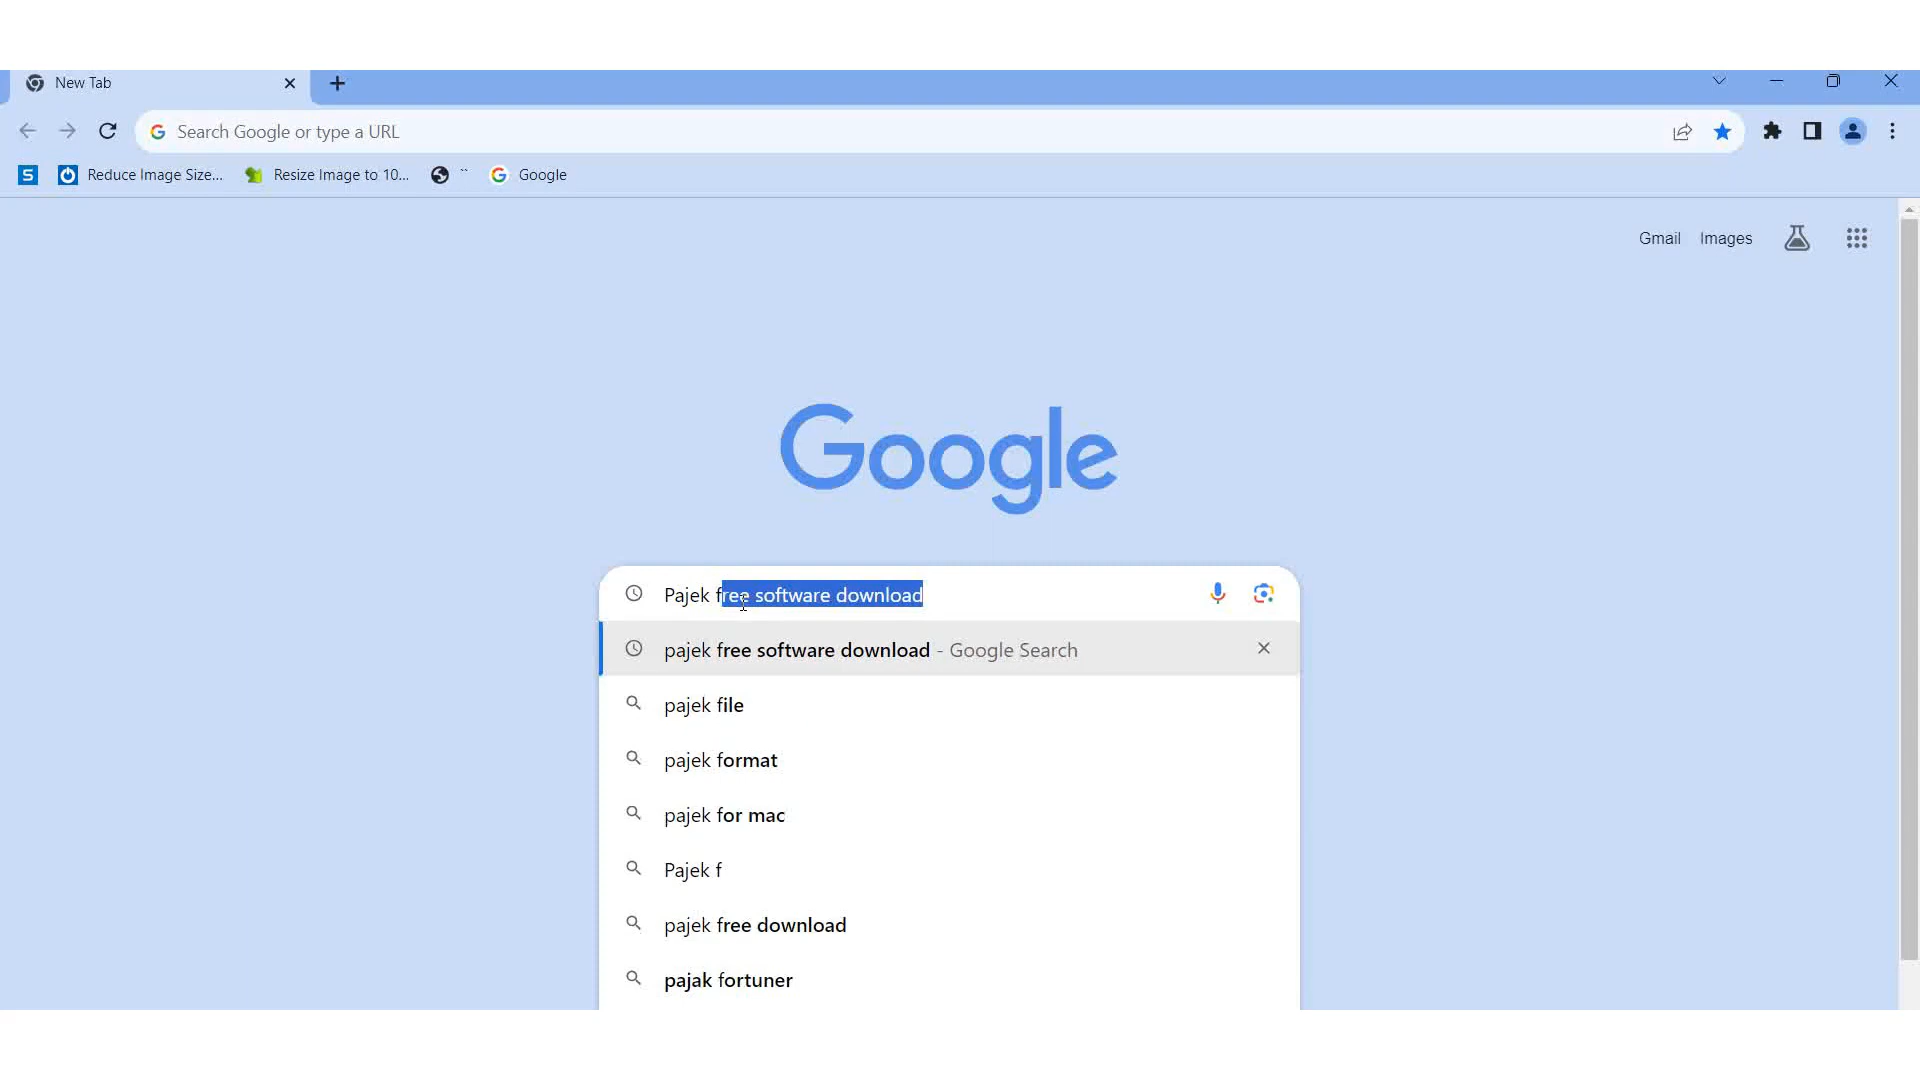 New Tab
Search Google or type a URL
S Reduce Image Size... Resize Image to 10... `` Google
Gmail Images
Google
Pajek free software download
pajek free software download - Google Search
pajek file
pajek format
pajek for mac
Pajek f
pajek free download
pajak fortuner